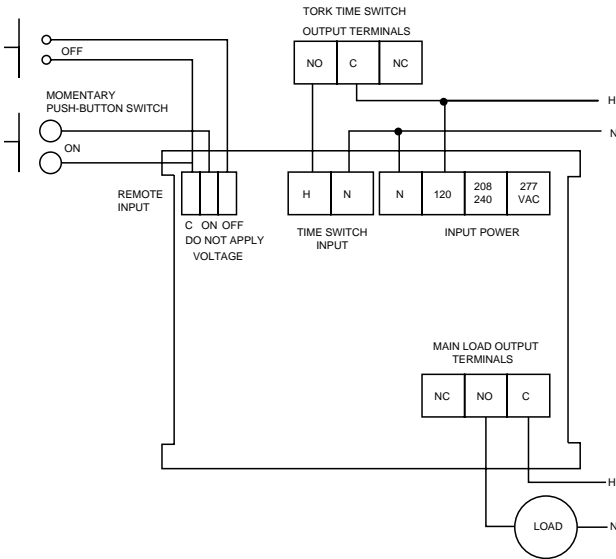 TORK TIME SWITCH
OUTPUT TERMINALS
NO C NC
OFF
MOMENTARY
PUSH-BUTTON SWITCH
ON
H
N
REMOTE
INPUT
C ON OFF
DO NOT APPLY
VOLTAGE
H N
TIME SWITCH
INPUT
N 120 208
240 277
VAC
INPUT POWER
MAIN LOAD OUTPUT
TERMINALS
NC NO C
H
LOAD
N